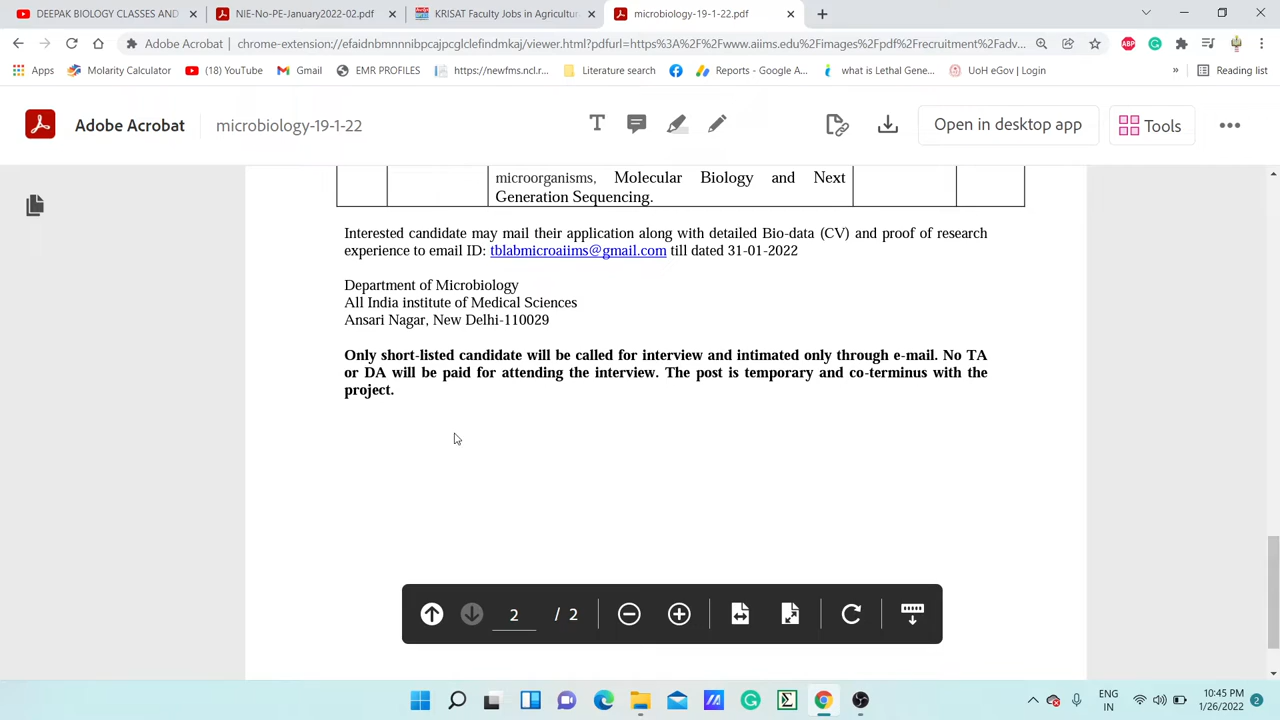 DEEPAK BIOLOGY CLASSES AND
NIE-No-PE-January2022-02.pdf
KRISAT Faculty Jobs in Agricultur
microbiology-19-1-22.pdf
Adobe Acrobat | chrome-extension://efaidnbmnnnibpcajpcglclefindmkaj/viewer.html?pdfurl=https%3A%2F%2Fwww.aiims.edu%2Fimages%2Fpdf%2Frecruitment%2Fadv...
ABP
Apps
Molarity Calculator
(18) YouTube
Gmail
EMR PROFILES
https://newfms.ncl.r...
Literature search
Reports - Google A...
what is Lethal Gene...
UoH eGov | Login
»
Reading list
Adobe Acrobat
microbiology-19-1-22
Open in desktop app
Tools
microorganisms, Molecular Biology and Next
Generation Sequencing.
Interested candidate may mail their application along with detailed Bio-data (CV) and proof of research
experience to email ID: tblabmicroaiims@gmail.com till dated 31-01-2022
Department of Microbiology
All India institute of Medical Sciences
Ansari Nagar, New Delhi-110029
Only short-listed candidate will be called for interview and intimated only through e-mail. No TA
or DA will be paid for attending the interview. The post is temporary and co-terminus with the
project.
2 / 2
ENG
IN
10:45 PM
1/26/2022
2